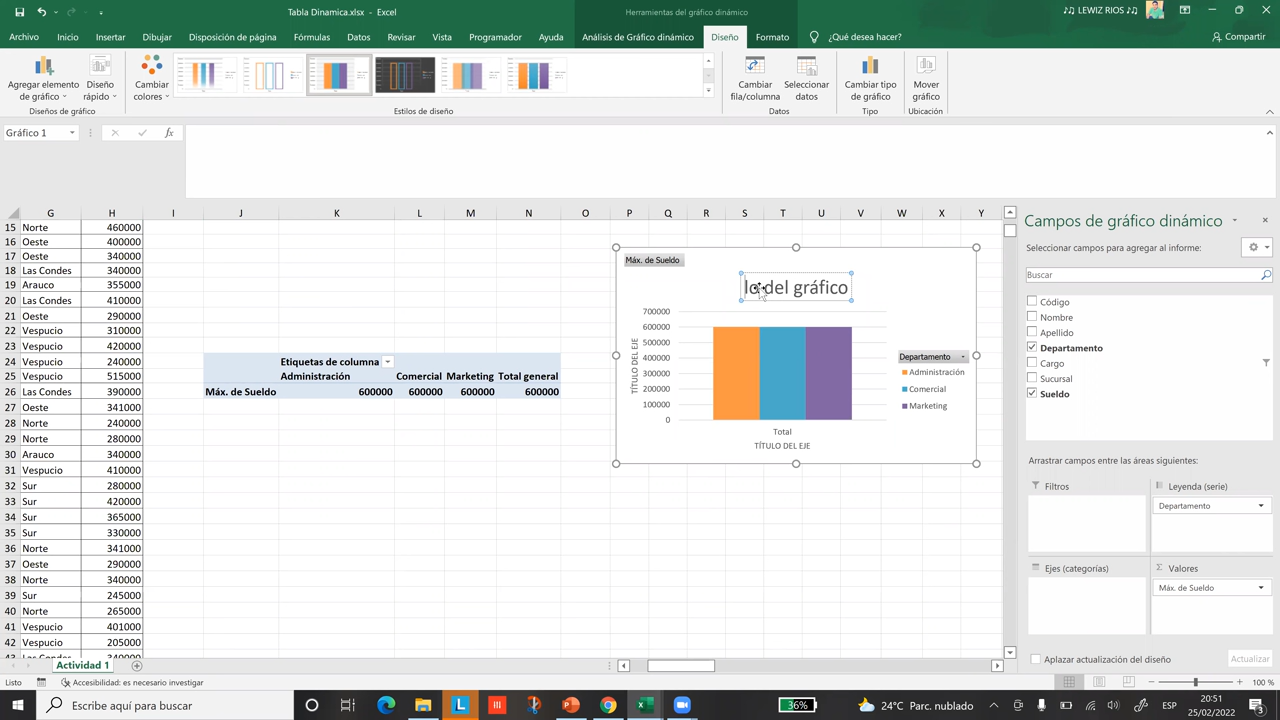 Tabla Dinamica.xlsx - Excel
Herramientas del gráfico dinámico
🎵 LEWIZ RIOS 🎵
Archivo Inicio Insertar Dibujar Disposición de página Fórmulas Datos Revisar Vista Programador Ayuda Análisis de Gráfico dinámico Diseño Formato ¿Qué desea hacer? Compartir
Agregar elemento de gráfico
Diseño rápido
Cambiar colores
Cambiar fila/columna
Seleccionar datos
Cambiar tipo de gráfico
Mover gráfico
Diseños de gráfico Estilos de diseño Datos Tipo Ubicación
Gráfico 1
fx
G H I J K L M N O P Q R S T U V W X Y
15 Norte 460000
16 Oeste 400000
17 Oeste 340000
18 Las Condes 340000
19 Arauco 355000
20 Las Condes 410000
21 Oeste 290000
22 Vespucio 310000
23 Vespucio 420000
24 Vespucio 240000 Etiquetas de columna
25 Vespucio 515000 Administración Comercial Marketing Total general
26 Las Condes 390000 Máx. de Sueldo 600000 600000 600000 600000
27 Oeste 341000
28 Norte 240000
29 Norte 280000
30 Arauco 340000
31 Vespucio 410000
32 Sur 280000
33 Sur 420000
34 Sur 365000
35 Sur 330000
36 Norte 341000
37 Oeste 290000
38 Norte 340000
39 Sur 245000
40 Norte 265000
41 Vespucio 401000
42 Vespucio 205000
43 Las Condes 340000
Máx. de Sueldo
lo del gráfico
700000
600000
500000
400000
300000
200000
100000
0
TÍTULO DEL EJE
Total
TÍTULO DEL EJE
Departamento
Administración
Comercial
Marketing
Campos de gráfico dinámico
Seleccionar campos para agregar al informe:
Buscar
Código
Nombre
Apellido
Departamento
Cargo
Sucursal
Sueldo
Arrastrar campos entre las áreas siguientes:
Filtros
Leyenda (serie)
Departamento
Ejes (categorías)
Valores
Máx. de Sueldo
Aplazar actualización del diseño Actualizar
Actividad 1
Listo Accesibilidad: es necesario investigar 100 %
Escribe aquí para buscar
36%
24°C Parc. nublado
ESP
20:51
25/02/2022
3